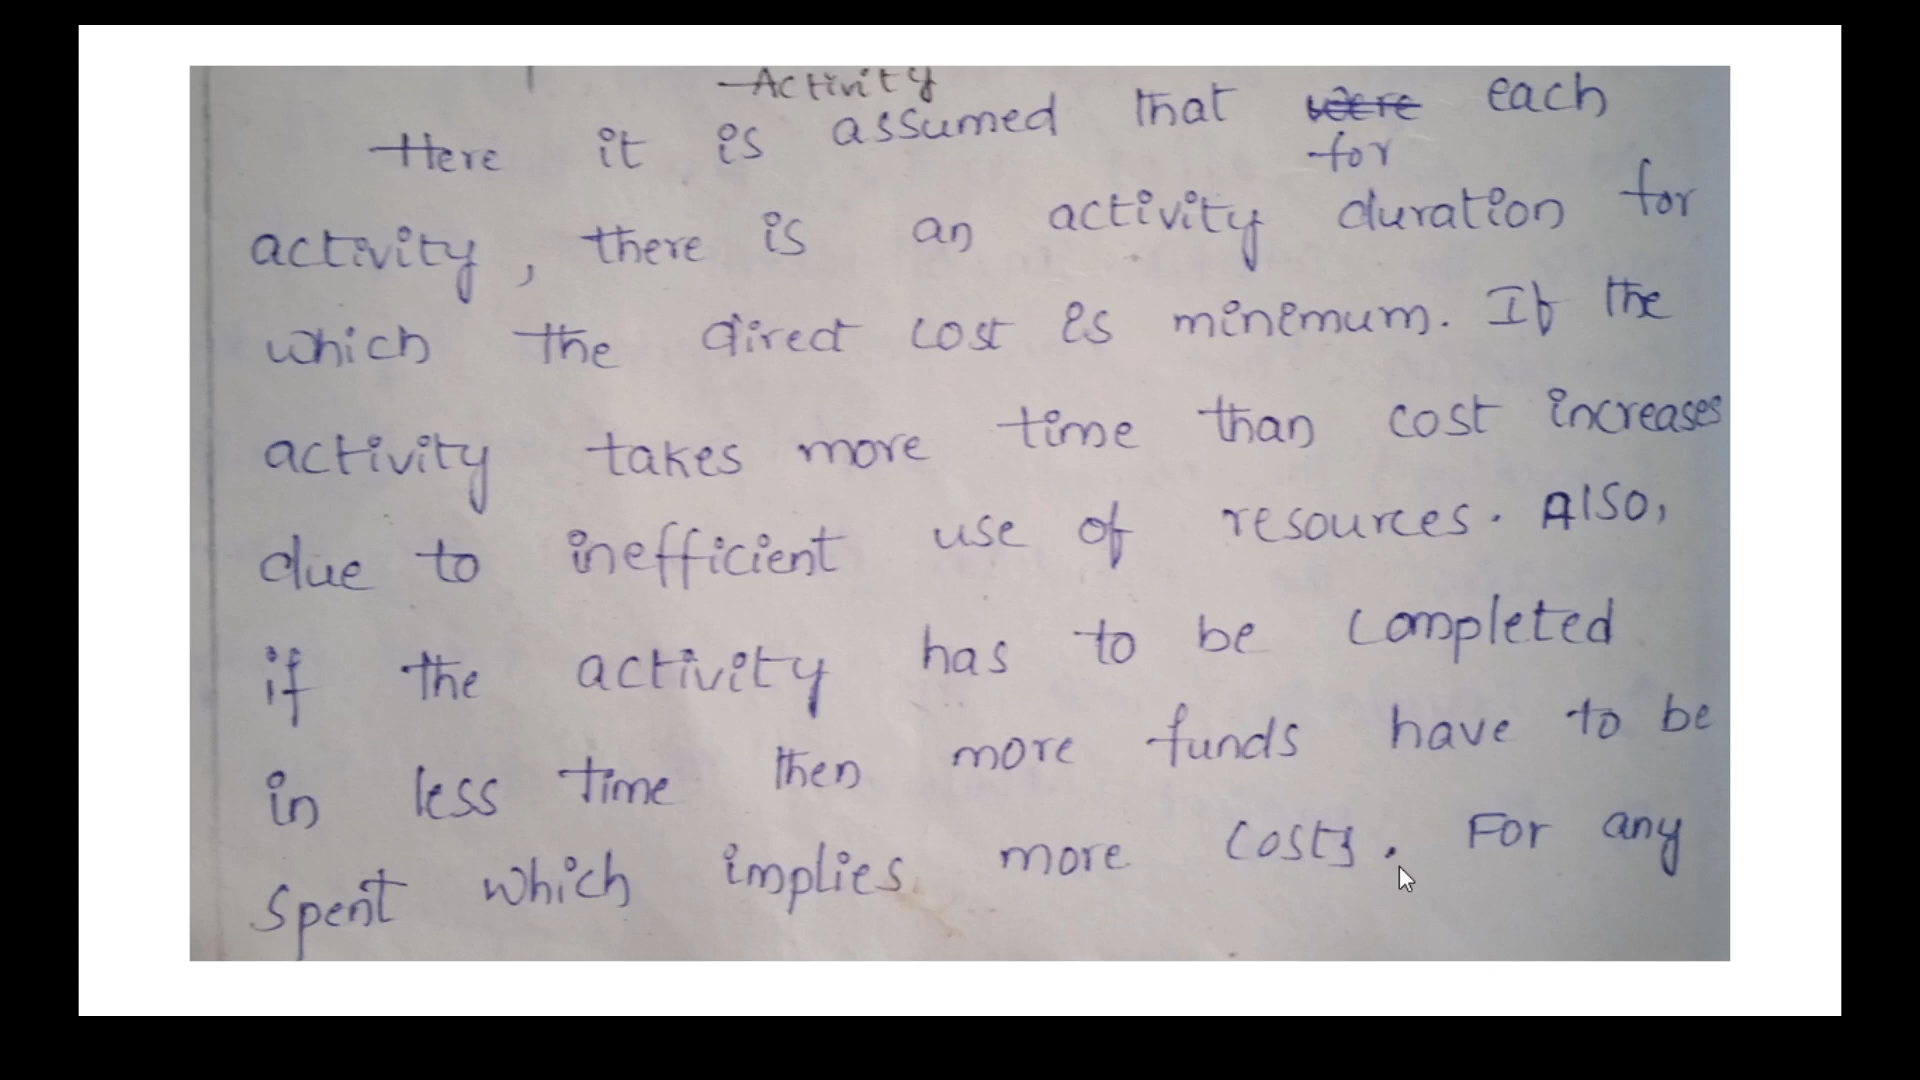 Activity
Here it is assumed that were each
for
activity, there is an activity duration for
which the direct cost is minimum. If the
activity takes more time than cost increases
due to inefficient use of resources. Also,
if the activity has to be completed
in less time then more funds have to be
spent which implies more costs. For any